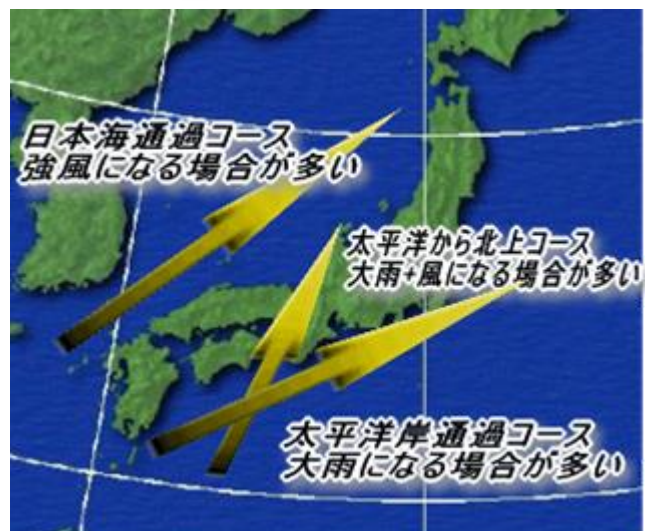 日本海通過コース
強風になる場合が多い
太平洋から北上コース
大雨+風になる場合が多い
太平洋岸通過コース
大雨になる場合が多い